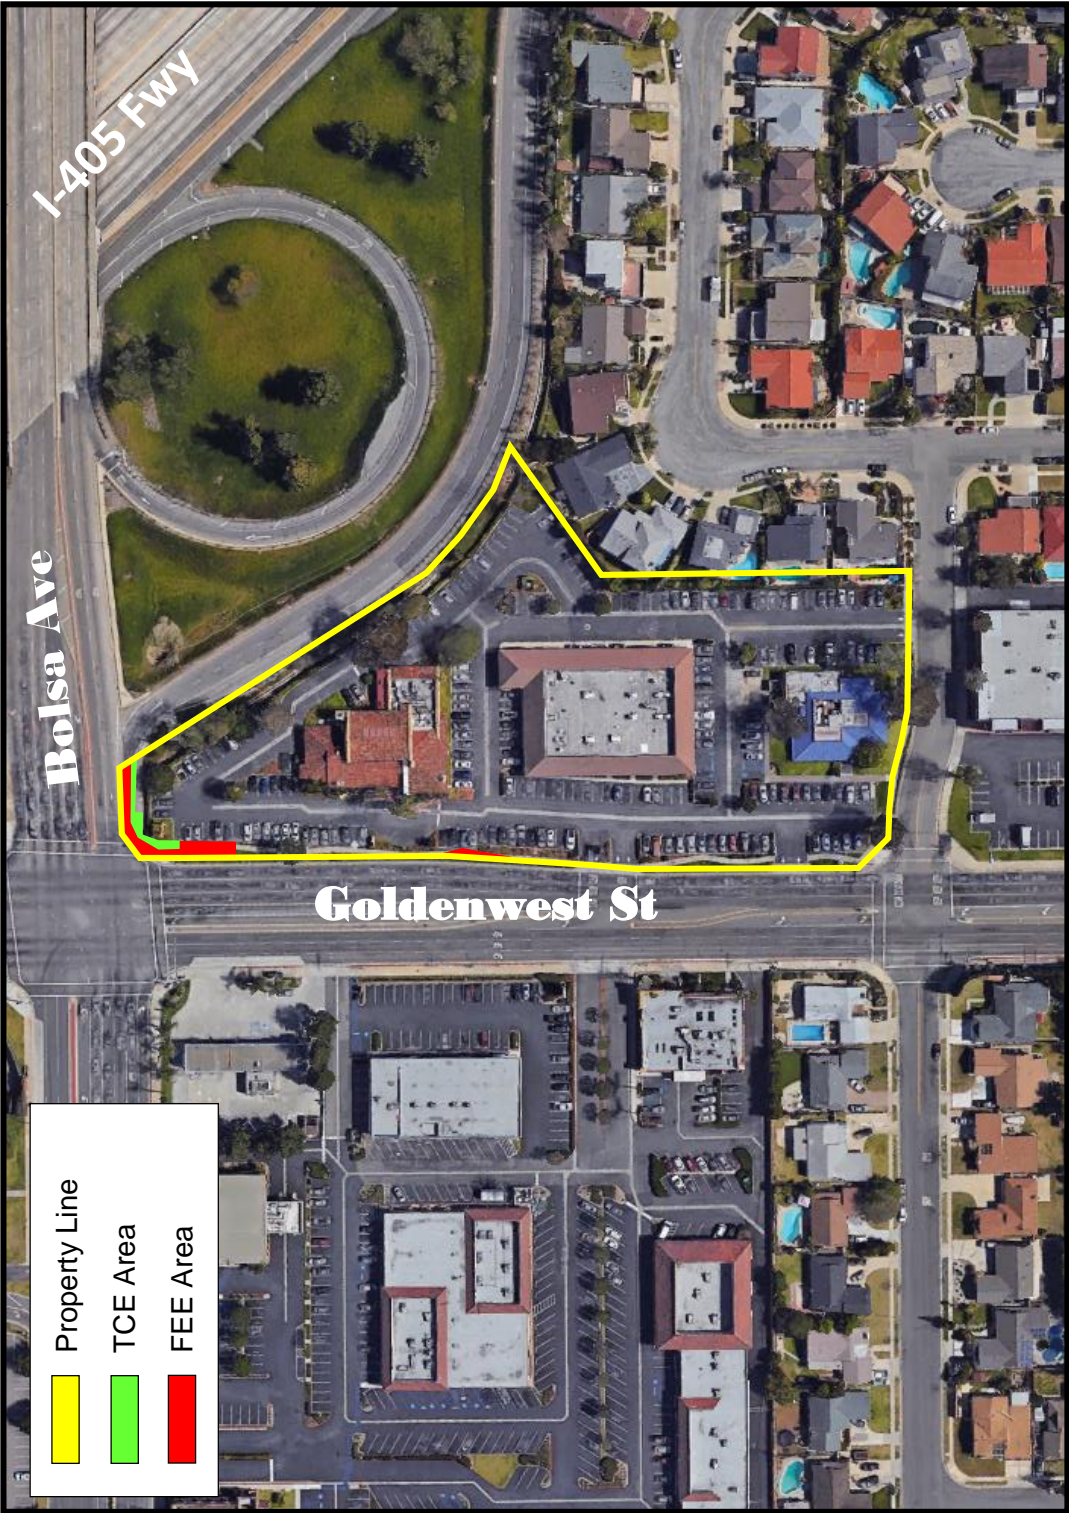 I-405 Fwy
Bolsa Ave
Goldenwest St
Property Line
TCE Area
FEE Area